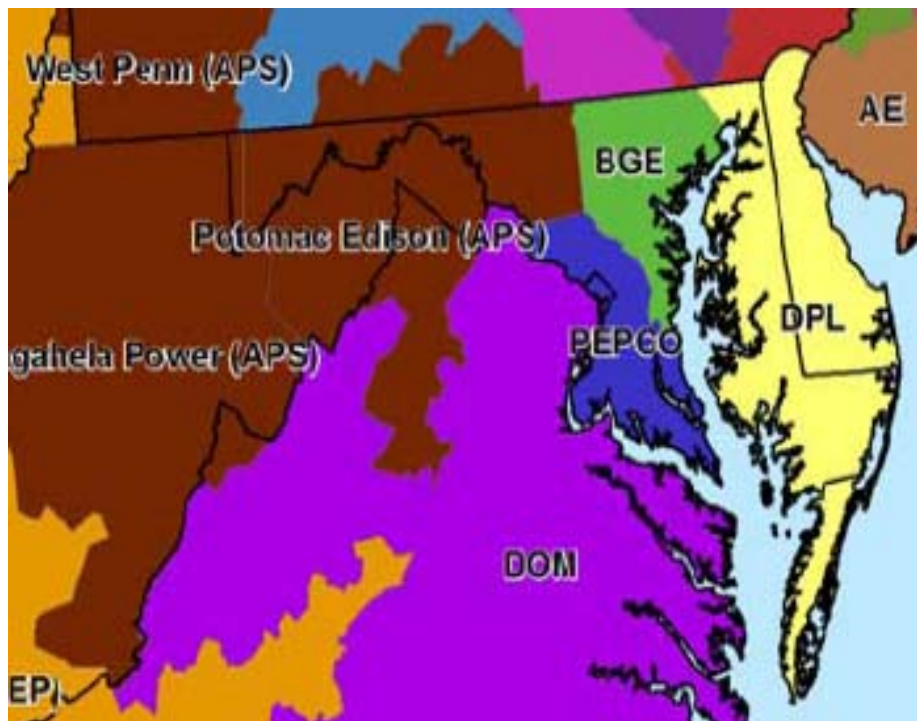 West Penn (APS)
AE
BGE
Potomac Edison (APS)
DPL
PEPCO
gahela Power (APS)
DOM
EP)